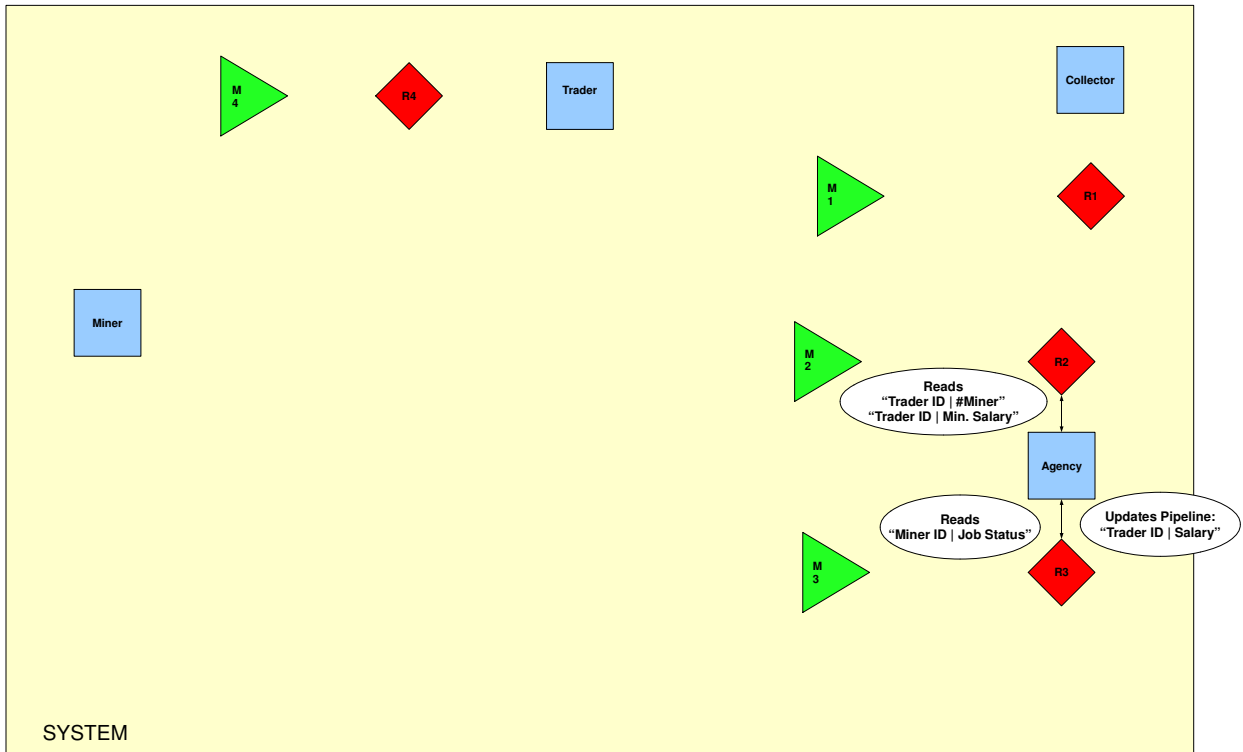 M
4
R4
Trader
Collector
M
1
R1
Miner
M
2
R2
Reads
“Trader ID | #Miner”
“Trader ID | Min. Salary”
Agency
Reads
“Miner ID | Job Status”
Updates Pipeline:
“Trader ID | Salary”
M
3
R3
SYSTEM